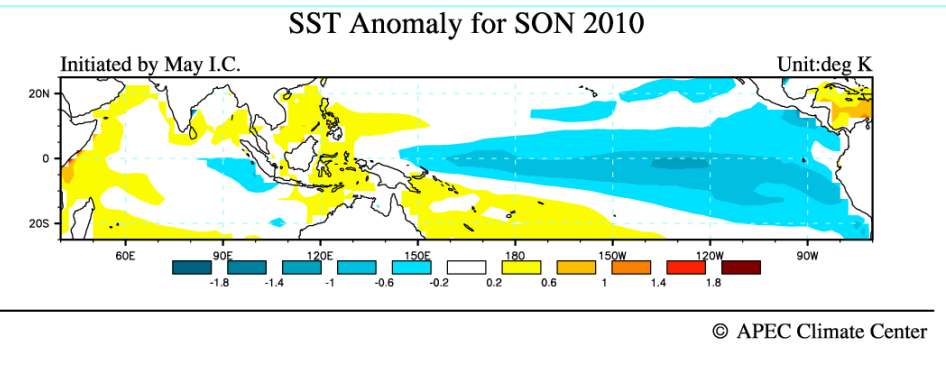 SST Anomaly for SON 2010
Initiated by May I.C. Unit:deg K
20N
0
20S
60E 90E 120E 150E 180 150W 120W 90W
-1.8 -1.4 -1 -0.6 -0.2 0.2 0.6 1 1.4 1.8
© APEC Climate Center